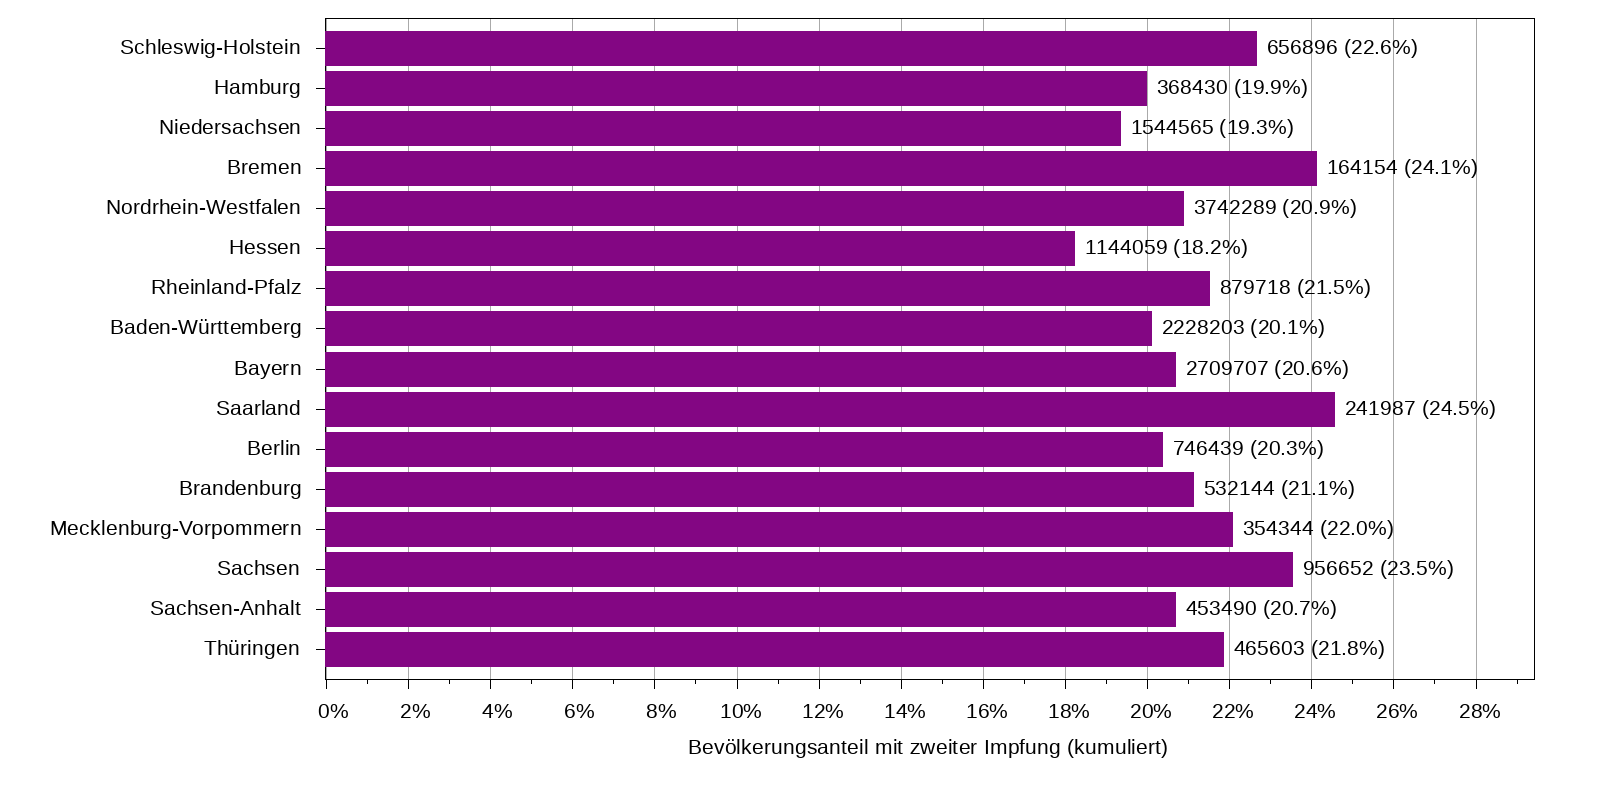 Schleswig-Holstein 656896 (22.6%)
Hamburg 368430 (19.9%)
Niedersachsen 1544565 (19.3%)
Bremen 164154 (24.1%)
Nordrhein-Westfalen 3742289 (20.9%)
Hessen 1144059 (18.2%)
Rheinland-Pfalz 879718 (21.5%)
Baden-Württemberg 2228203 (20.1%)
Bayern 2709707 (20.6%)
Saarland 241987 (24.5%)
Berlin 746439 (20.3%)
Brandenburg 532144 (21.1%)
Mecklenburg-Vorpommern 354344 (22.0%)
Sachsen 956652 (23.5%)
Sachsen-Anhalt 453490 (20.7%)
Thüringen 465603 (21.8%)
0% 2% 4% 6% 8% 10% 12% 14% 16% 18% 20% 22% 24% 26% 28%
Bevölkerungsanteil mit zweiter Impfung (kumuliert)